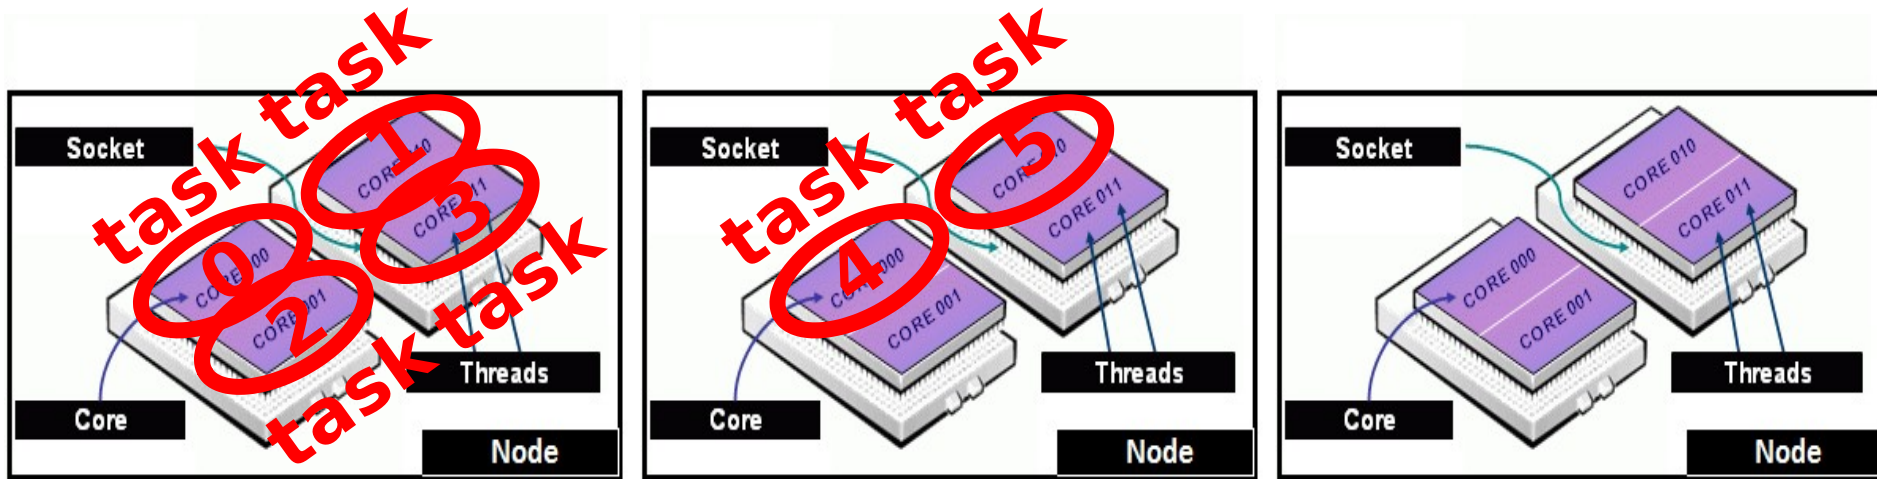 task task
Socket
1
CORE 010
3
CORE 011
0
CORE 000
2
CORE 001
task task
Threads
Core
Node
task task
Socket
5
CORE 010
CORE 011
4
CORE 000
CORE 001
Threads
Core
Node
Socket
CORE 010
CORE 011
CORE 000
CORE 001
Threads
Core
Node